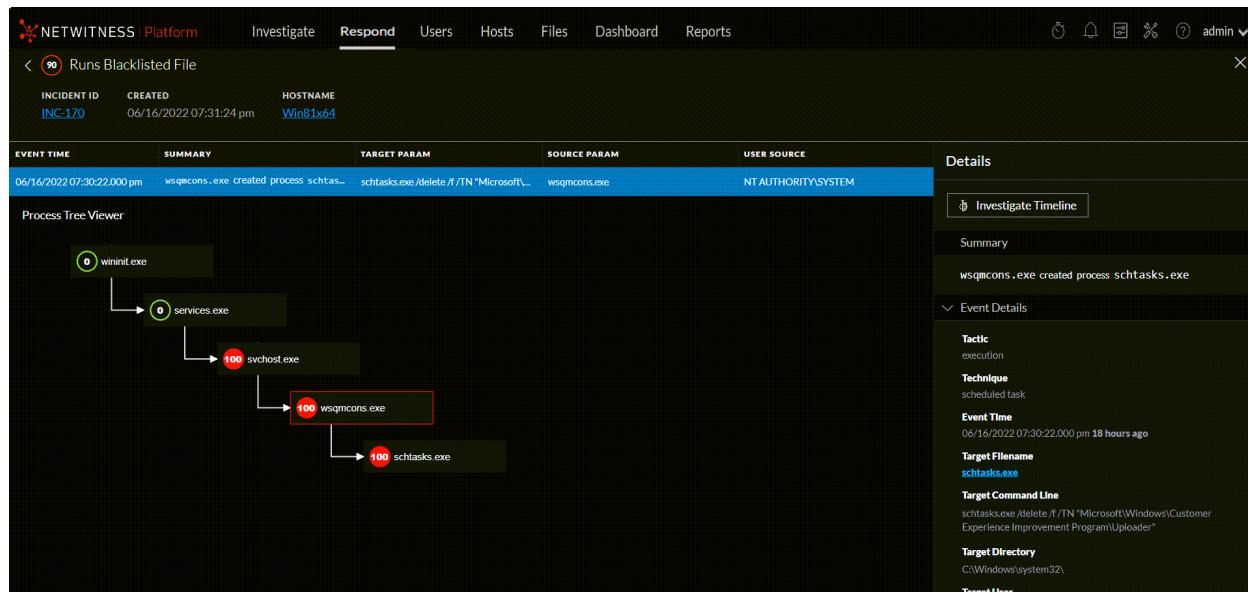 NETWITNESS Platform Investigate Respond Users Hosts Files Dashboard Reports admin
90 Runs Blacklisted File
INCIDENT ID CREATED HOSTNAME
INC-170 06/16/2022 07:31:24 pm Win81x64
EVENT TIME SUMMARY TARGET PARAM SOURCE PARAM USER SOURCE
06/16/2022 07:30:22.000 pm wsqmcons.exe created process schtas... schtasks.exe /delete /f /TN "Microsoft\... wsqmcons.exe NT AUTHORITY\SYSTEM
Process Tree Viewer
0 wininit.exe
0 services.exe
100 svchost.exe
100 wsqmcons.exe
100 schtasks.exe
Details
Investigate Timeline
Summary
wsqmcons.exe created process schtasks.exe
Event Details
Tactic
execution
Technique
scheduled task
Event Time
06/16/2022 07:30:22.000 pm 18 hours ago
Target Filename
schtasks.exe
Target Command Line
schtasks.exe /delete /f /TN "Microsoft\Windows\Customer
Experience Improvement Program\Uploader"
Target Directory
C:\Windows\system32\
Target User